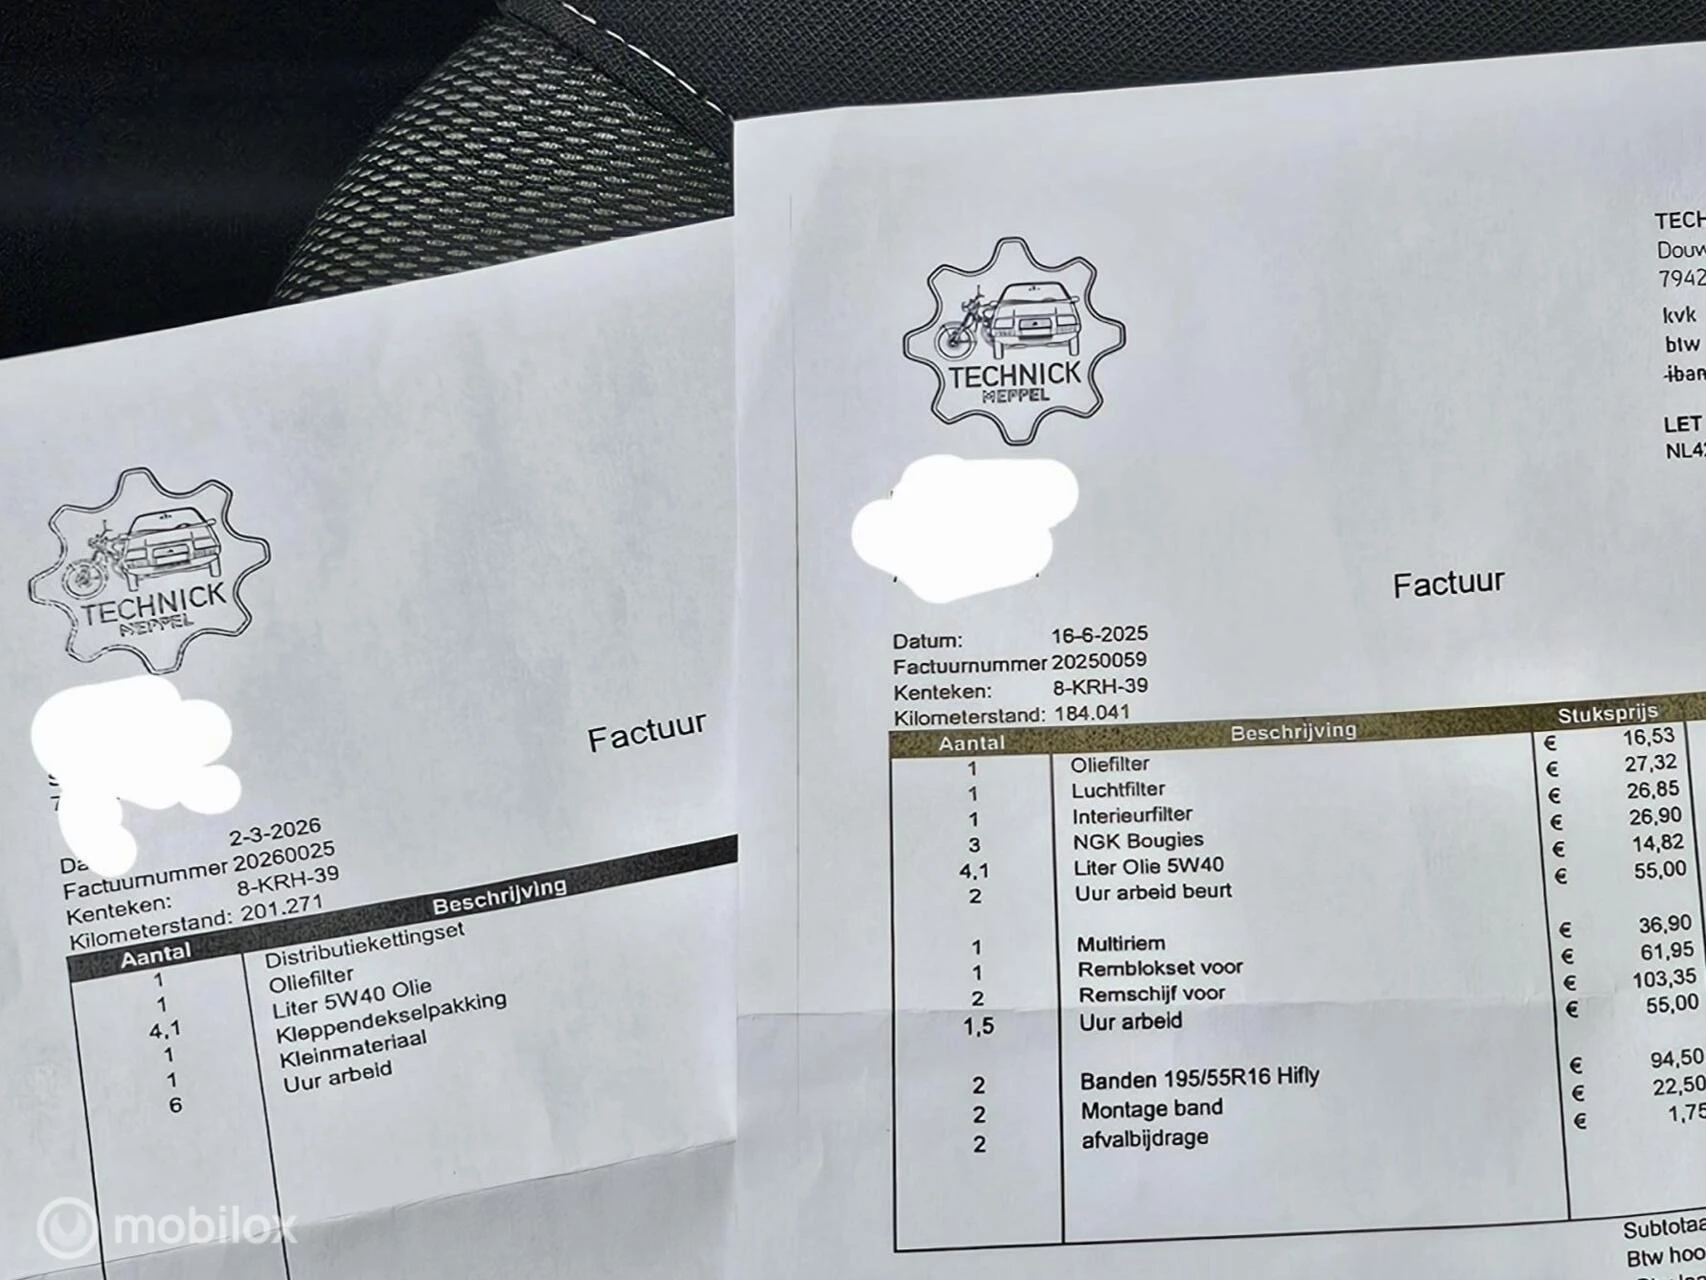 TECHNICK
MEPPEL
Factuur
2-3-2026
Factuurnummer 20260025
Kenteken: 8-KRH-39
Kilometerstand: 201.271
Aantal Beschrijving
1 Distributiekettingset
1 Oliefilter
4,1 Liter 5W40 Olie
1 Kleppendekselpakking
1 Kleinmateriaal
6 Uur arbeid
mobilox
TECHNICK
MEPPEL
TECH
Douw
7942
kvk
btw
iban
LET
NL42
Factuur
Datum: 16-6-2025
Factuurnummer 20250059
Kenteken: 8-KRH-39
Kilometerstand: 184.041
Aantal Beschrijving Stuksprijs
1 Oliefilter € 16,53
1 Luchtfilter € 27,32
1 Interieurfilter € 26,85
3 NGK Bougies € 26,90
4,1 Liter Olie 5W40 € 14,82
2 Uur arbeid beurt € 55,00
1 Multiriem € 36,90
1 Remblokset voor € 61,95
2 Remschijf voor € 103,35
1,5 Uur arbeid € 55,00
2 Banden 195/55R16 Hifly € 94,50
2 Montage band € 22,50
2 afvalbijdrage € 1,75
Subtotaa
Btw hoo